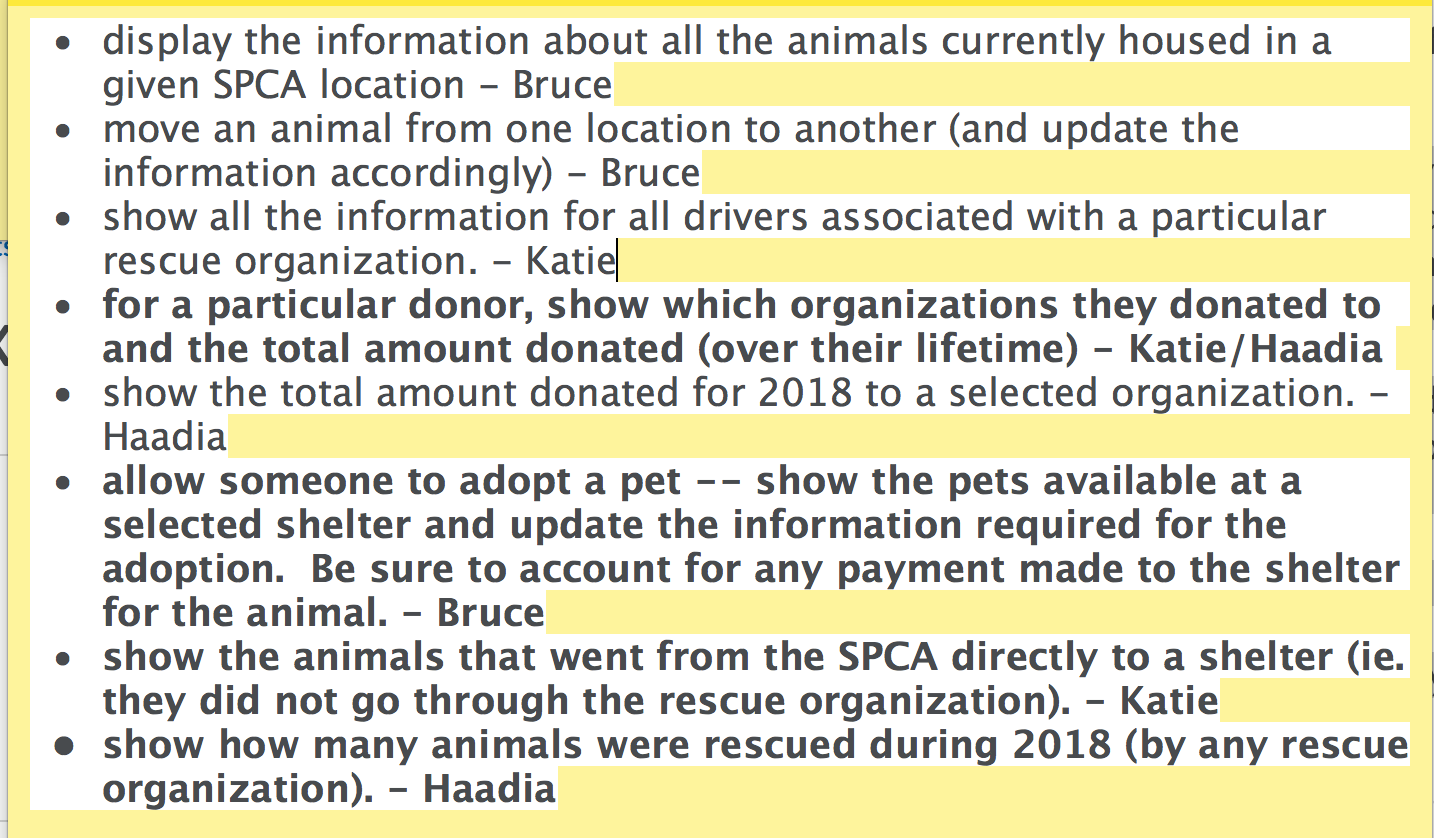 • display the information about all the animals currently housed in a
given SPCA location – Bruce
• move an animal from one location to another (and update the
information accordingly) – Bruce
• show all the information for all drivers associated with a particular
rescue organization. – Katie
• for a particular donor, show which organizations they donated to
and the total amount donated (over their lifetime) – Katie/Haadia
• show the total amount donated for 2018 to a selected organization. –
Haadia
• allow someone to adopt a pet -- show the pets available at a
selected shelter and update the information required for the
adoption.  Be sure to account for any payment made to the shelter
for the animal. – Bruce
• show the animals that went from the SPCA directly to a shelter (ie.
they did not go through the rescue organization). – Katie
• show how many animals were rescued during 2018 (by any rescue
organization). – Haadia